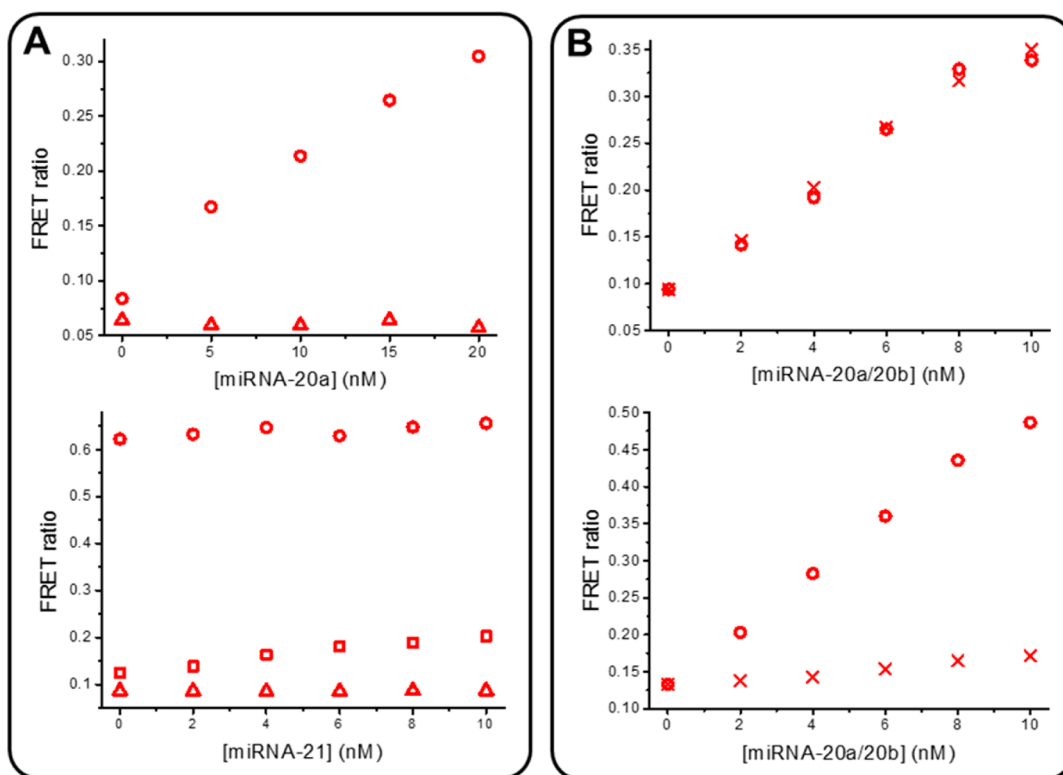 A
0.30
0.25
0.20
0.15
0.10
0.05
FRET ratio
0 5 10 15 20
[miRNA-20a] (nM)
0.6
0.5
0.4
0.3
0.2
0.1
FRET ratio
0 2 4 6 8 10
[miRNA-21] (nM)
B
0.35
0.30
0.25
0.20
0.15
0.10
0.05
FRET ratio
0 2 4 6 8 10
[miRNA-20a/20b] (nM)
0.50
0.45
0.40
0.35
0.30
0.25
0.20
0.15
0.10
FRET ratio
0 2 4 6 8 10
[miRNA-20a/20b] (nM)